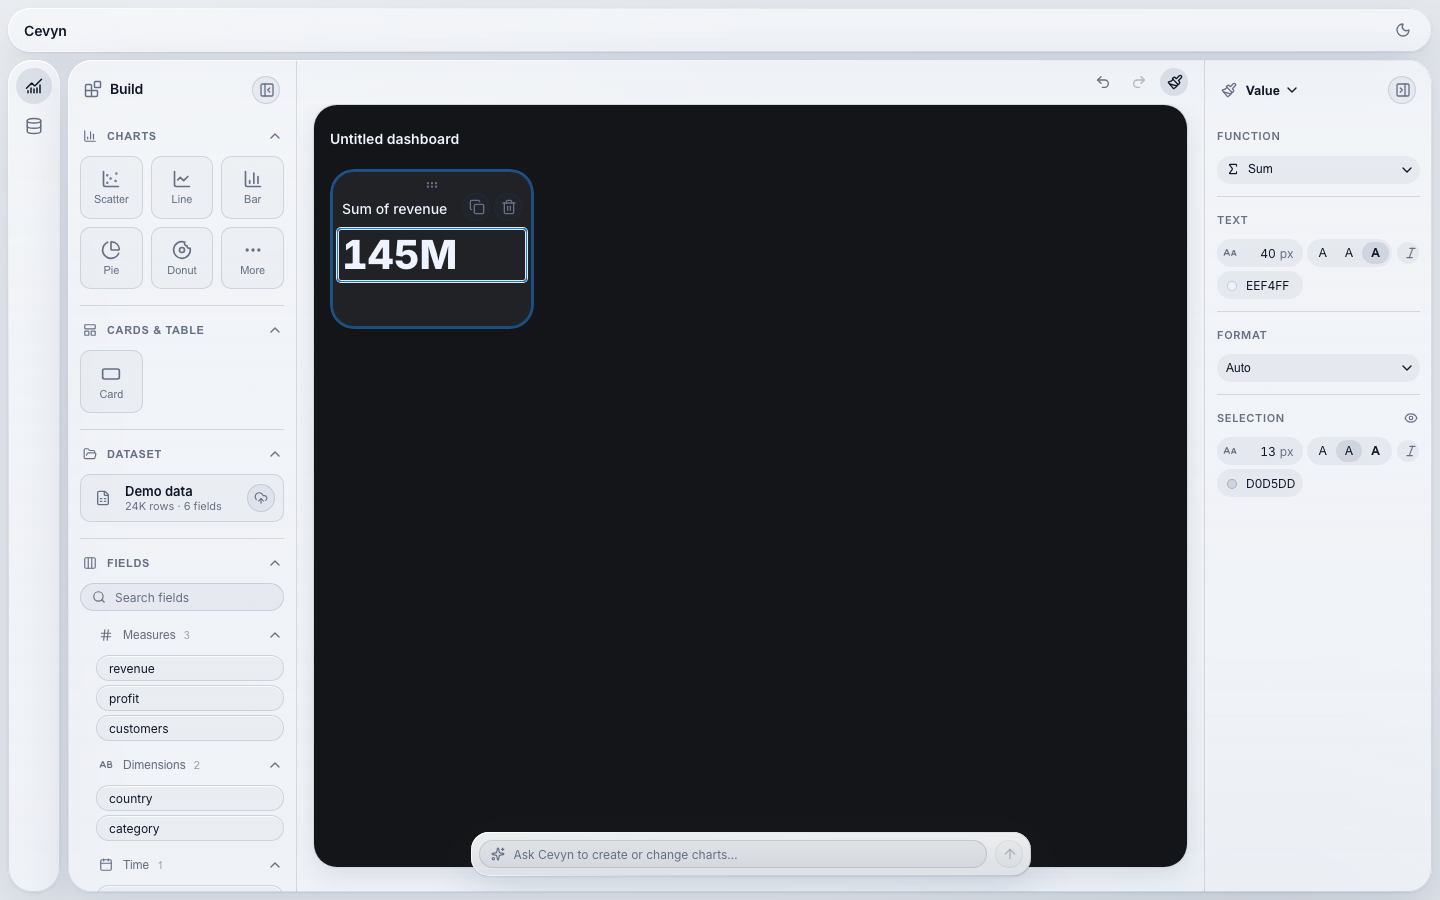 Cevyn
Build
CHARTS
Scatter
Line
Bar
Pie
Donut
More
CARDS & TABLE
Card
DATASET
Demo data
24K rows · 6 fields
FIELDS
Search fields
Measures 3
revenue
profit
customers
AB Dimensions 2
country
category
Time 1
Untitled dashboard
Sum of revenue
145M
Ask Cevyn to create or change charts...
Value
FUNCTION
Σ Sum
TEXT
AA 40 px A A A I
EEF4FF
FORMAT
Auto
SELECTION
AA 13 px A A A I
D0D5DD